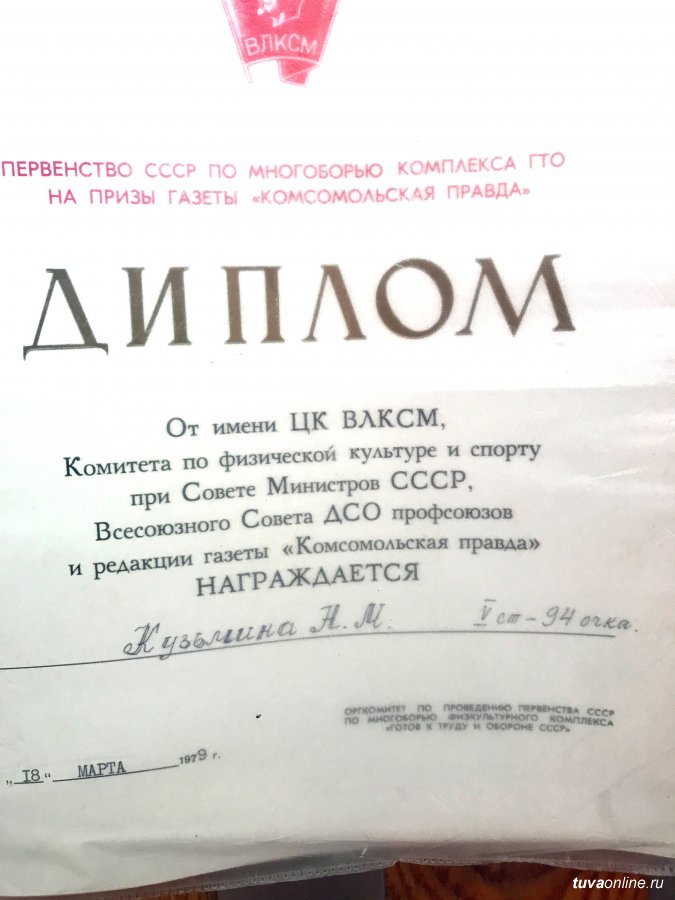 ВЛКСМ
ПЕРВЕНСТВО СССР ПО МНОГОБОРЬЮ КОМПЛЕКСА ГТО
НА ПРИЗЫ ГАЗЕТЫ «КОМСОМОЛЬСКАЯ ПРАВДА»
ДИПЛОМ
От имени ЦК ВЛКСМ,
Комитета по физической культуре и спорту
при Совете Министров СССР,
Всесоюзного Совета ДСО профсоюзов
и редакции газеты «Комсомольская правда»
НАГРАЖДАЕТСЯ
Кузьмина Н.М. V ст - 94 очка.
ОРГКОМИТЕТ ПО ПРОВЕДЕНИЮ ПЕРВЕНСТВА СССР
ПО МНОГОБОРЬЮ ФИЗКУЛЬТУРНОГО КОМПЛЕКСА
«ГОТОВ К ТРУДУ И ОБОРОНЕ СССР»
„18“ МАРТА 1979 г.
tuvaonline.ru